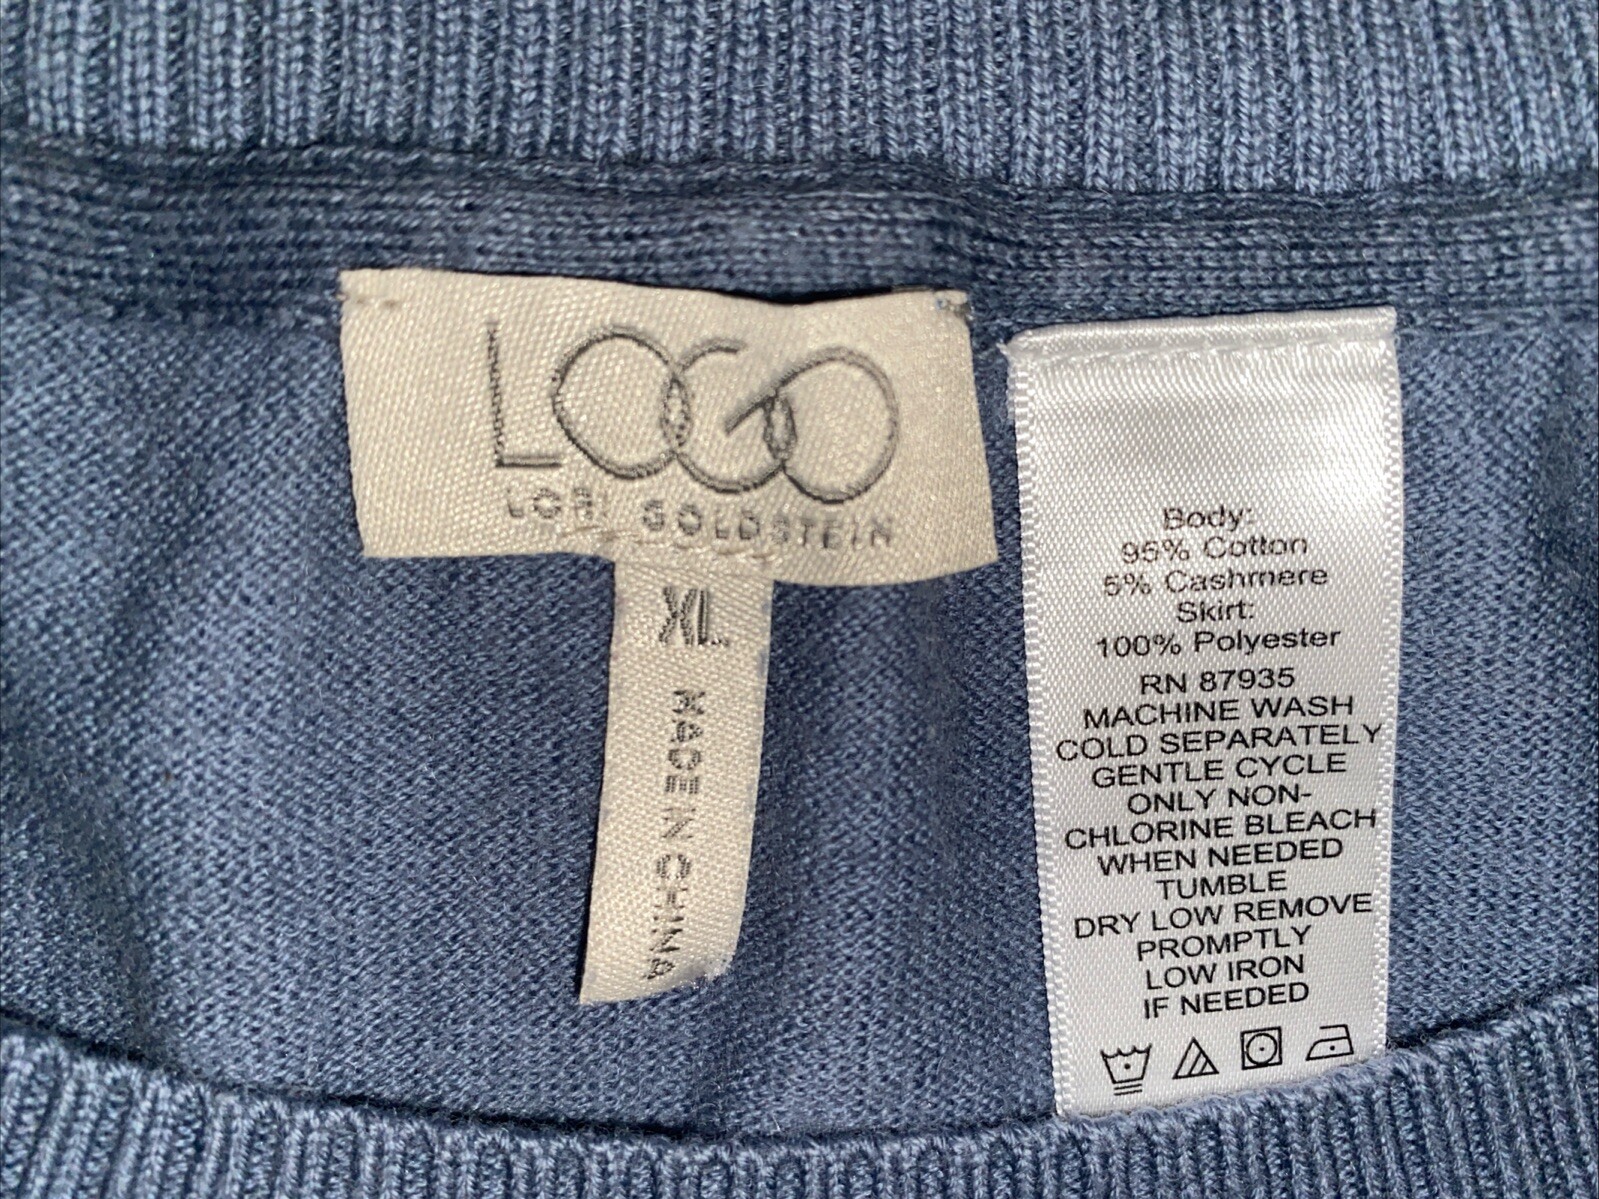 LOGO
LORI GOLDSTEIN
XL
MADE IN CHINA
Body:
95% Cotton
5% Cashmere
Skirt:
100% Polyester
RN 87935
MACHINE WASH
COLD SEPARATELY
GENTLE CYCLE
ONLY NON-
CHLORINE BLEACH
WHEN NEEDED
TUMBLE
DRY LOW REMOVE
PROMPTLY
LOW IRON
IF NEEDED